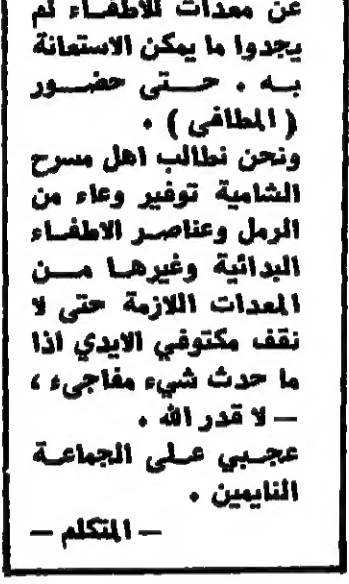 عن معدات للاطفاء لم
يجدوا ما يمكن الاستعانة
به . حتى حضور
( المطافى ) .
ونحن نطالب اهل مسرح
الشامية توفير وعاء من
الرمل وعناصر الاطفاء
البدائية وغيرها من
المعدات اللازمة حتى لا
نقف مكتوفي الايدي اذا
ما حدث شيء مفاجىء ،
— لا قدر الله .
عجبي على الجماعة
النايمين .
— المتكلم —